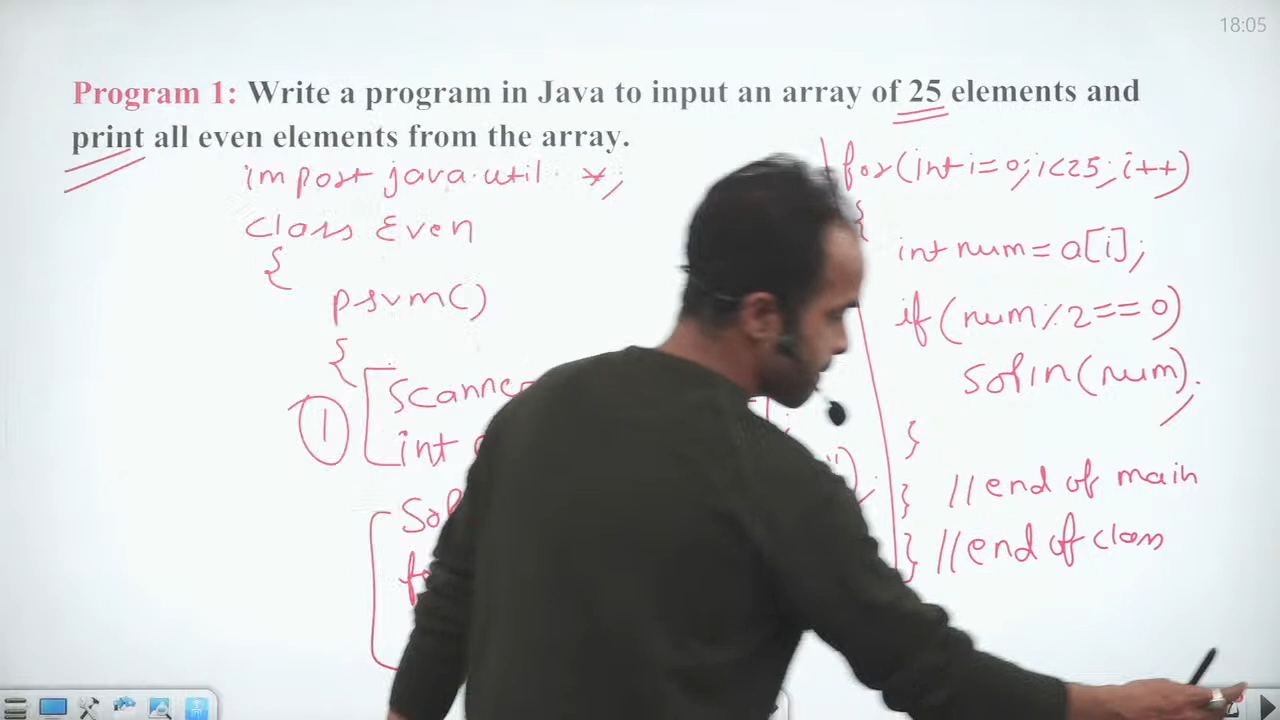 18:05
Program 1: Write a program in Java to input an array of 25 elements and
print all even elements from the array.
import java.util.*;
class Even
{
psvm()
{
1
int
for(int i=0;i<25;i++)
{
int num=a[i];
if(num%2==0)
sopln(num);
}
} //end of main
} //end of class